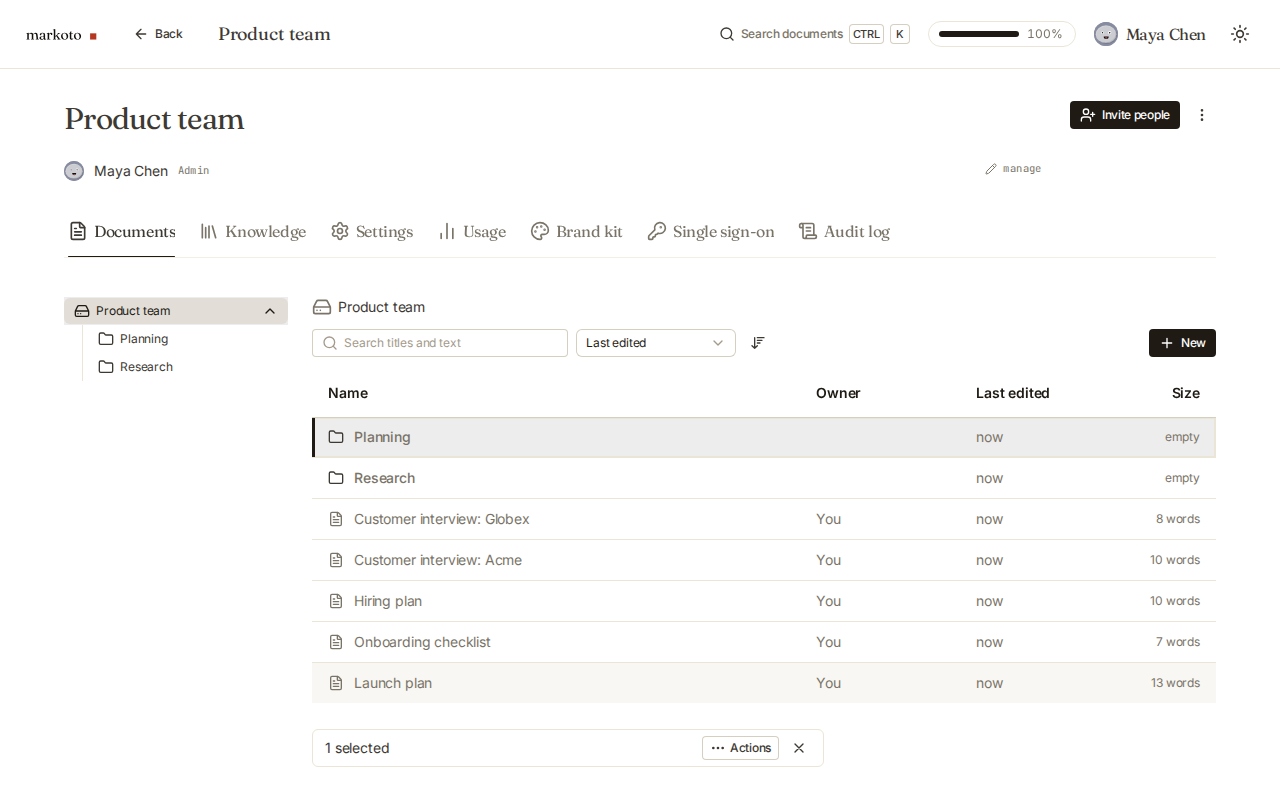 markoto
Back
Product team
Search documents CTRL K
100%
Maya Chen
Product team
Invite people
Maya Chen Admin
manage
Documents Knowledge Settings Usage Brand kit Single sign-on Audit log
Product team
Planning
Research
Product team
Search titles and text
Last edited
New
Name Owner Last edited Size
Planning now empty
Research now empty
Customer interview: Globex You now 8 words
Customer interview: Acme You now 10 words
Hiring plan You now 10 words
Onboarding checklist You now 7 words
Launch plan You now 13 words
1 selected
Actions